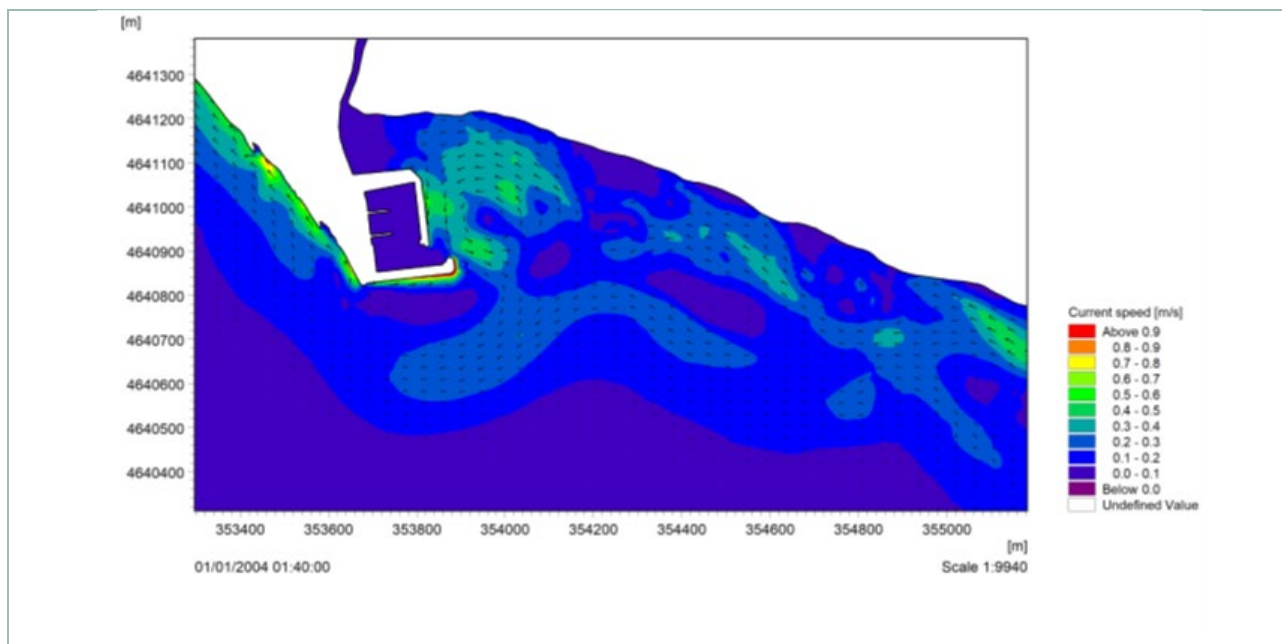 [m]
4641300
4641200
4641100
4641000
4640900
4640800
4640700
4640600
4640500
4640400
353400 353600 353800 354000 354200 354400 354600 354800 355000
[m]
01/01/2004 01:40:00
Scale 1:9940
Current speed [m/s]
Above 0.9
0.8 - 0.9
0.7 - 0.8
0.6 - 0.7
0.5 - 0.6
0.4 - 0.5
0.3 - 0.4
0.2 - 0.3
0.1 - 0.2
0.0 - 0.1
Below 0.0
Undefined Value